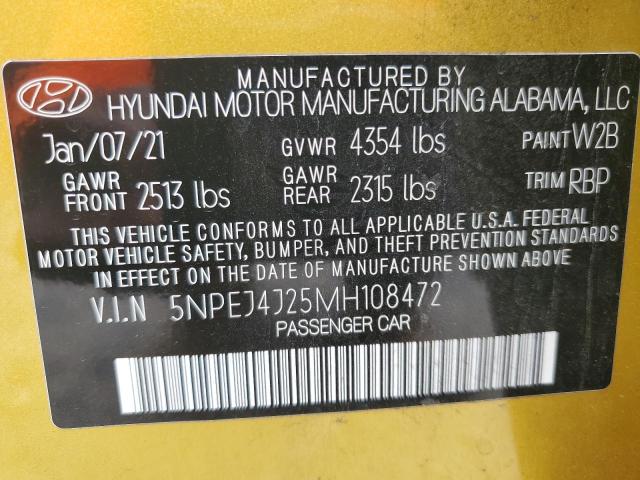 MANUFACTURED BY
HYUNDAI MOTOR MANUFACTURING ALABAMA, LLC
Jan/07/21 GVWR 4354 lbs PAINT W2B
GAWR FRONT 2513 lbs GAWR REAR 2315 lbs TRIM RBP
THIS VEHICLE CONFORMS TO ALL APPLICABLE U.S.A. FEDERAL
MOTOR VEHICLE SAFETY, BUMPER, AND THEFT PREVENTION STANDARDS
IN EFFECT ON THE DATE OF MANUFACTURE SHOWN ABOVE
V.I.N 5NPEJ4J25MH108472
PASSENGER CAR